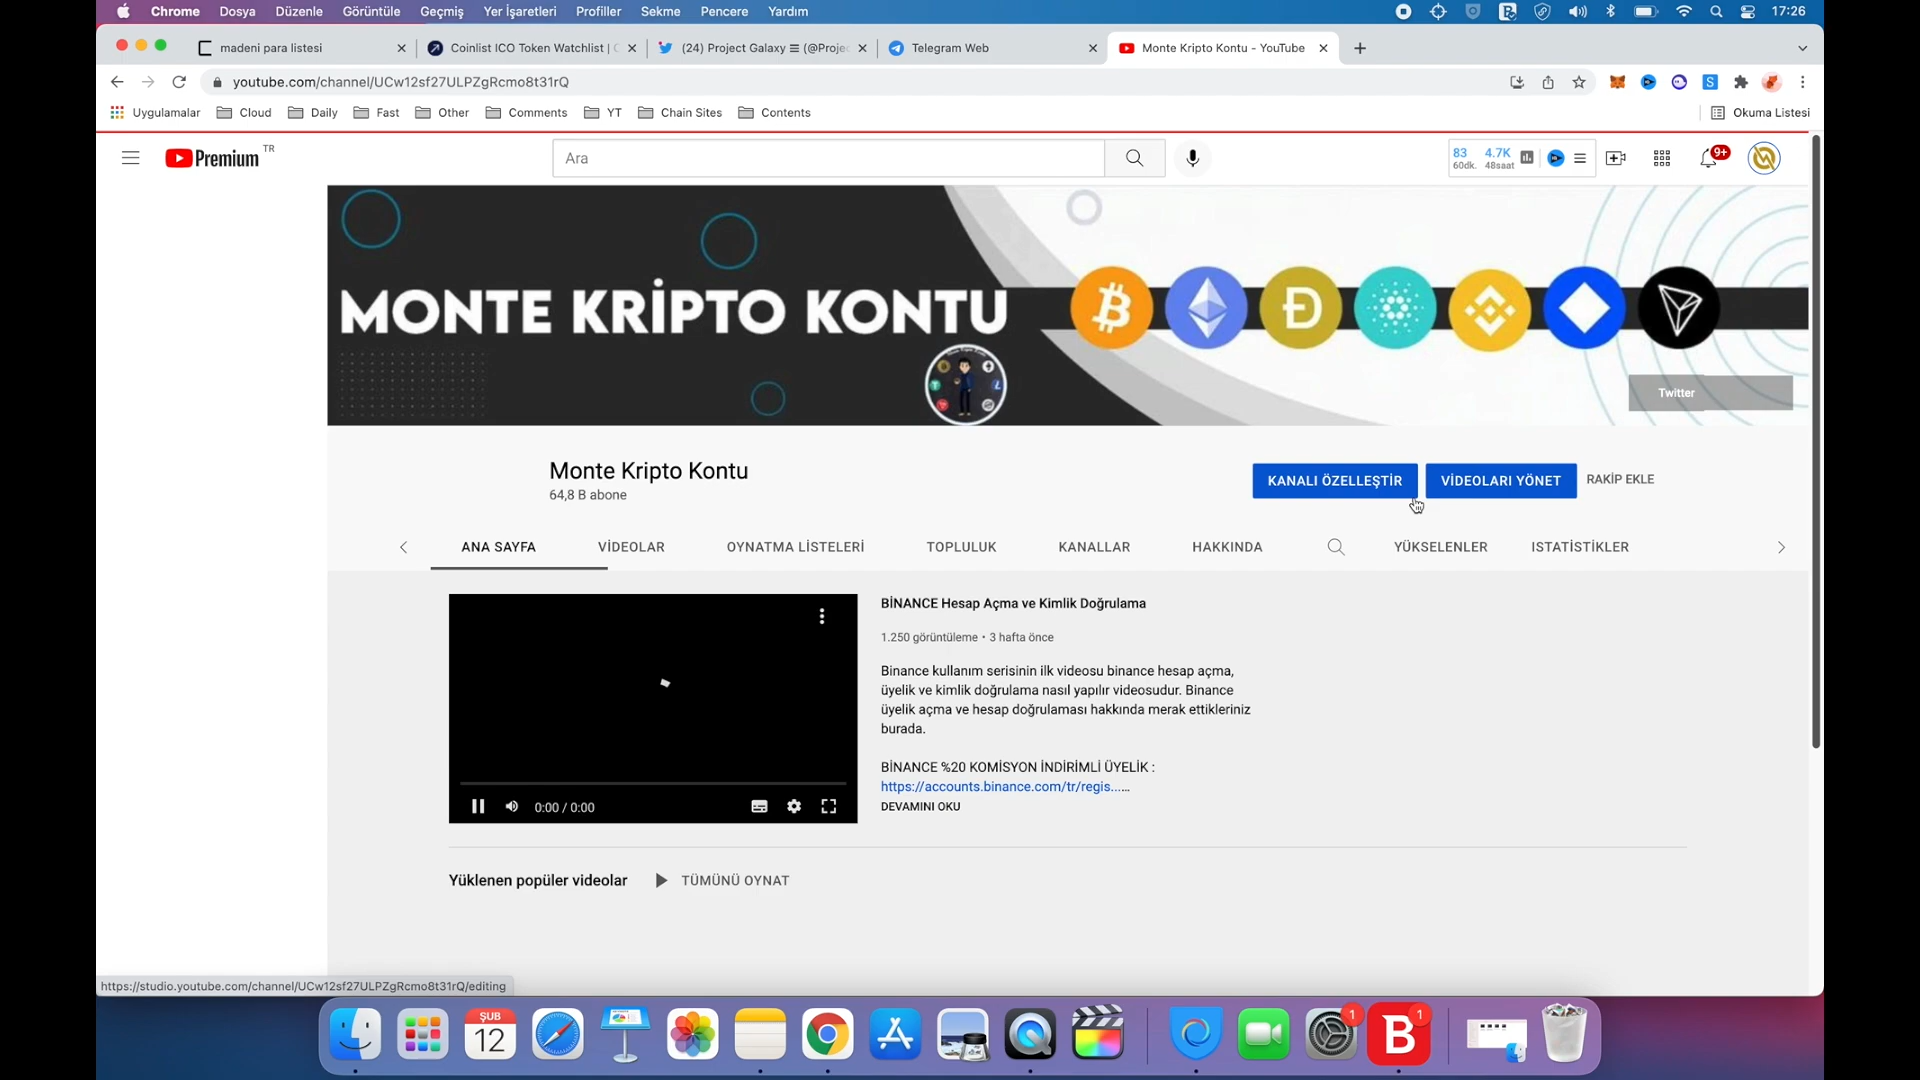 Chrome Dosya Düzenle Görüntüle Geçmiş Yer İşaretleri Profiller Sekme Pencere Yardım 17:26
madeni para listesi
Coinlist ICO Token Watchlist |
(24) Project Galaxy ☰ (@Proje
Telegram Web
Monte Kripto Kontu - YouTube
youtube.com/channel/UCw12sf27ULPZgRcmo8t31rQ
Uygulamalar Cloud Daily Fast Other Comments YT Chain Sites Contents Okuma Listesi
Premium TR
Ara
83 4.7K
60dk. 48saat
9+
MONTE KRİPTO KONTU
Twitter
Monte Kripto Kontu
64,8 B abone
KANALI ÖZELLEŞTİR VİDEOLARI YÖNET RAKİP EKLE
ANA SAYFA VİDEOLAR OYNATMA LİSTELERİ TOPLULUK KANALLAR HAKKINDA YÜKSELENLER ISTATİSTİKLER
BİNANCE Hesap Açma ve Kimlik Doğrulama
1.250 görüntüleme • 3 hafta önce
Binance kullanım serisinin ilk videosu binance hesap açma,
üyelik ve kimlik doğrulama nasıl yapılır videosudur. Binance
üyelik açma ve hesap doğrulaması hakkında merak ettikleriniz
burada.
BİNANCE %20 KOMİSYON İNDİRİMLİ ÜYELİK :
https://accounts.binance.com/tr/regis......
DEVAMINI OKU
0:00 / 0:00
Yüklenen popüler videolar TÜMÜNÜ OYNAT
https://studio.youtube.com/channel/UCw12sf27ULPZgRcmo8t31rQ/editing
ŞUB
12
1
B
1